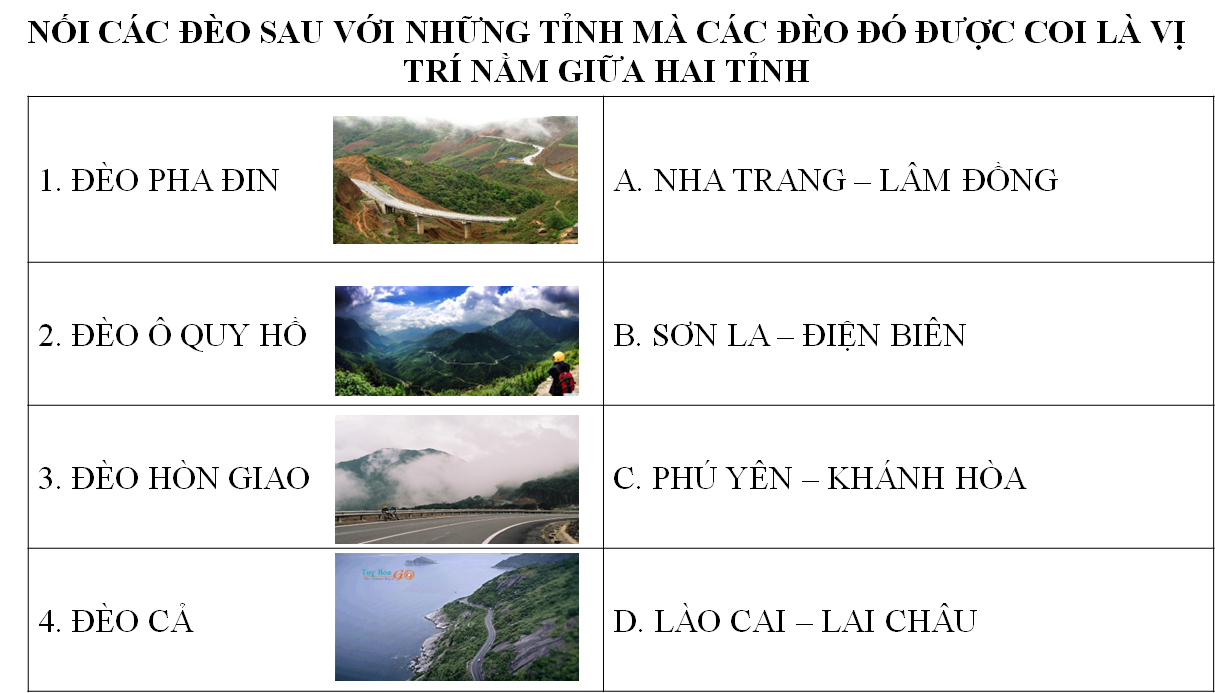 NỐI CÁC ĐÈO SAU VỚI NHỮNG TỈNH MÀ CÁC ĐÈO ĐÓ ĐƯỢC COI LÀ VỊ
TRÍ NẰM GIỮA HAI TỈNH
1. ĐÈO PHA ĐIN
A. NHA TRANG – LÂM ĐỒNG
2. ĐÈO Ô QUY HỒ
B. SƠN LA – ĐIỆN BIÊN
3. ĐÈO HÒN GIAO
C. PHÚ YÊN – KHÁNH HÒA
Tuy Hòa GO
4. ĐÈO CẢ
D. LÀO CAI – LAI CHÂU